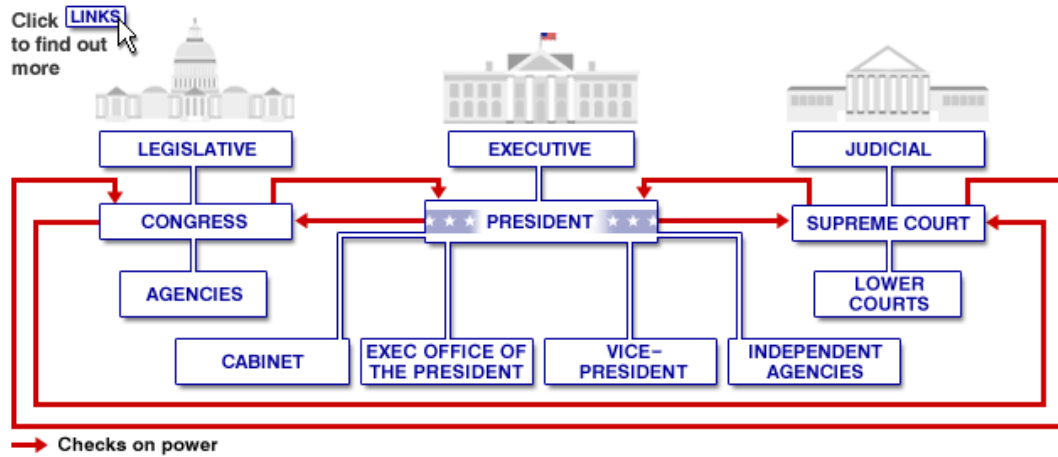 Click LINKS
to find out
more
LEGISLATIVE
EXECUTIVE
JUDICIAL
CONGRESS
PRESIDENT
SUPREME COURT
AGENCIES
LOWER
COURTS
CABINET
EXEC OFFICE OF
THE PRESIDENT
VICE–
PRESIDENT
INDEPENDENT
AGENCIES
Checks on power